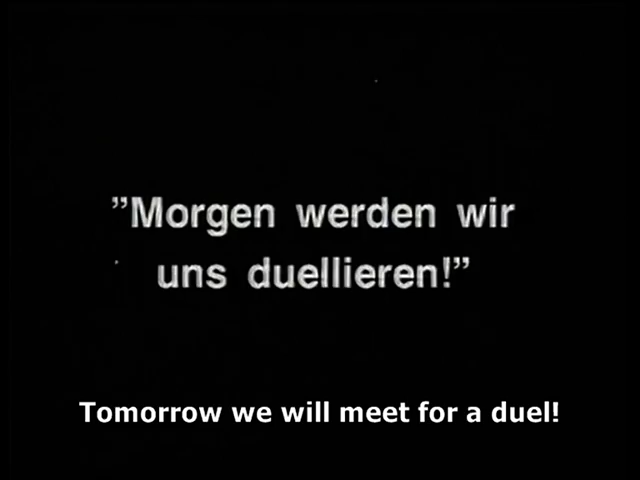 ”Morgen werden wir
uns duellieren!”
Tomorrow we will meet for a duel!